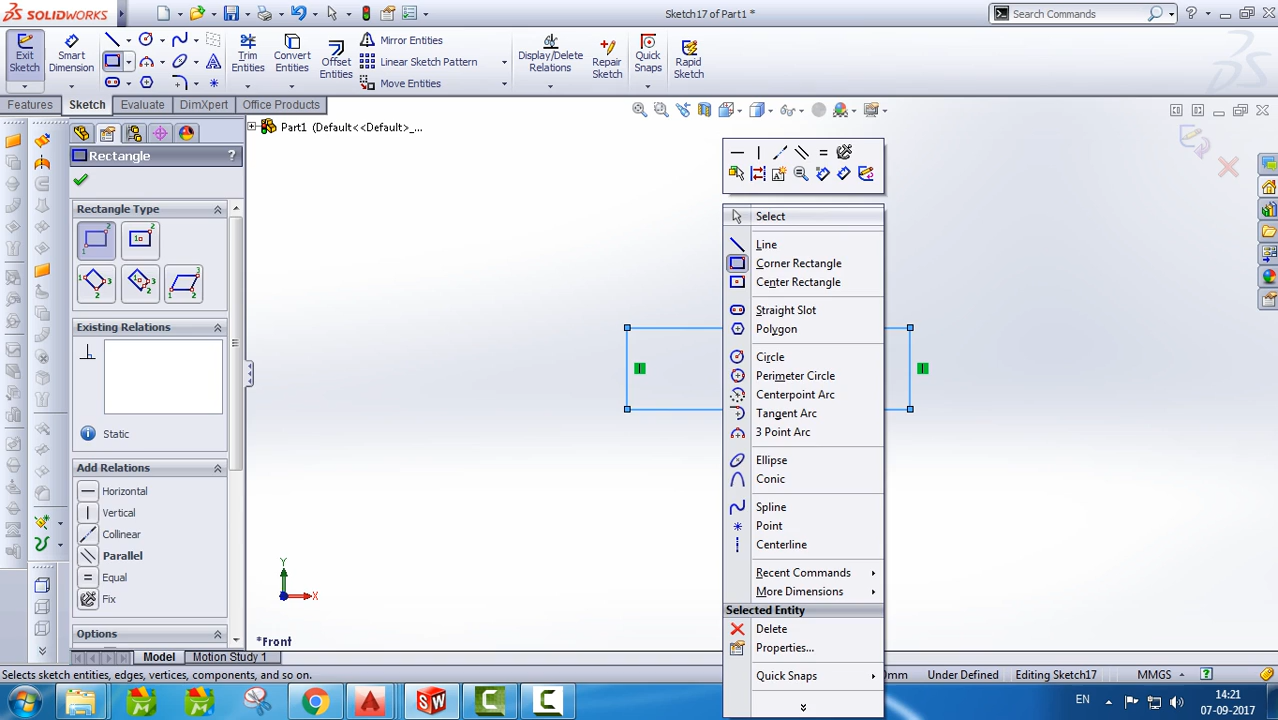 SOLIDWORKS
Sketch17 of Part1 *
Search Commands
?
Exit Sketch
Smart Dimension
Trim Entities
Convert Entities
Offset Entities
Mirror Entities
Linear Sketch Pattern
Move Entities
Display/Delete Relations
Repair Sketch
Quick Snaps
Rapid Sketch
Features
Sketch
Evaluate
DimXpert
Office Products
Part1 (Default<<Default>_...
Rectangle
?
Rectangle Type
Existing Relations
Static
Add Relations
Horizontal
Vertical
Collinear
Parallel
Equal
Fix
Options
Select
Line
Corner Rectangle
Center Rectangle
Straight Slot
Polygon
Circle
Perimeter Circle
Centerpoint Arc
Tangent Arc
3 Point Arc
Ellipse
Conic
Spline
Point
Centerline
Recent Commands
More Dimensions
Selected Entity
Delete
Properties...
Quick Snaps
Y
X
*Front
Model
Motion Study 1
Selects sketch entities, edges, vertices, components, and so on.
0mm
Under Defined
Editing Sketch17
MMGS
?
EN
14:21
07-09-2017